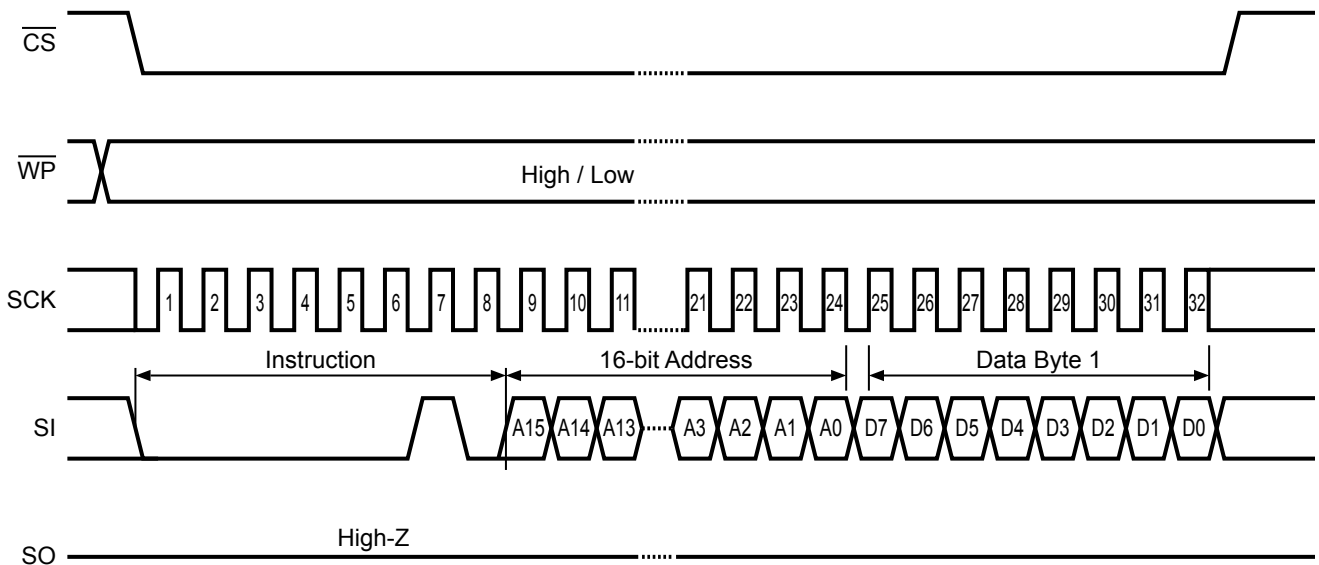 CS
WP
High / Low
SCK
1 2 3 4 5 6 7 8 9 10 11 21 22 23 24 25 26 27 28 29 30 31 32
Instruction 16-bit Address Data Byte 1
SI
A15 A14 A13 A3 A2 A1 A0 D7 D6 D5 D4 D3 D2 D1 D0
High-Z
SO